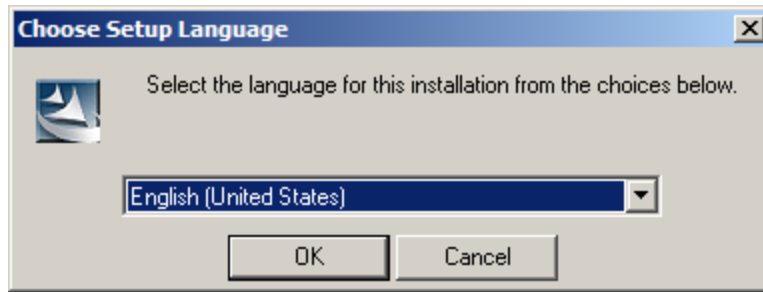 Choose Setup Language
Select the language for this installation from the choices below.
English (United States)
OK
Cancel